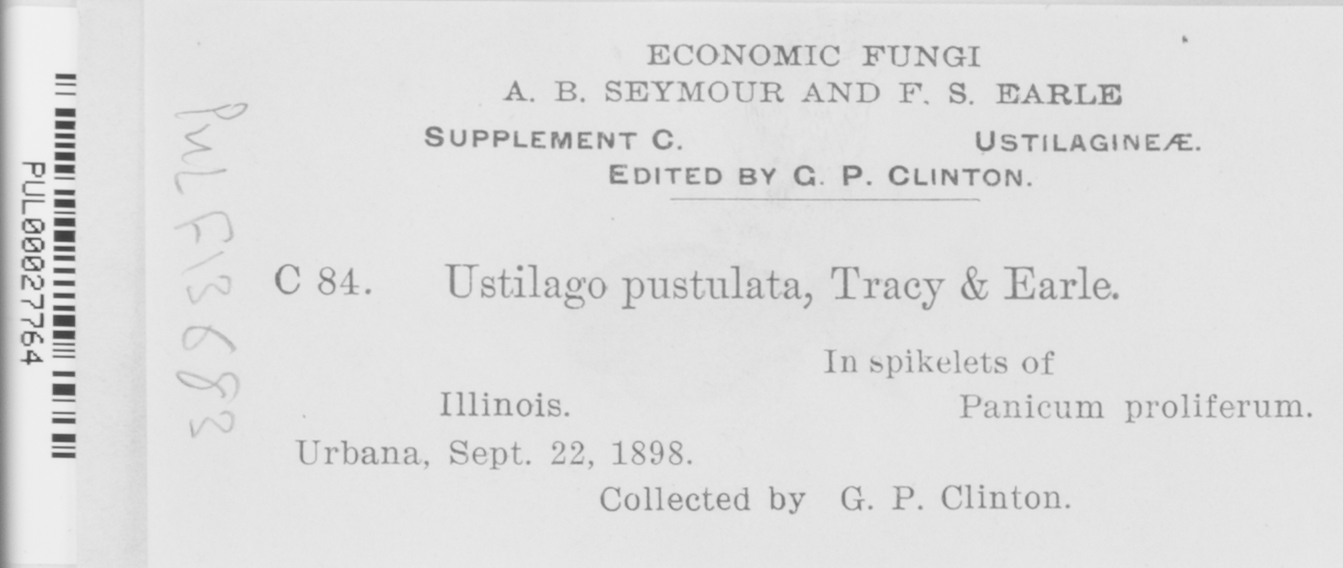 ECONOMIC FUNGI
A. B. SEYMOUR AND F. S. EARLE
SUPPLEMENT C. USTILAGINEÆ.
EDITED BY G. P. CLINTON.
C 84. Ustilago pustulata, Tracy & Earle.
In spikelets of
Illinois. Panicum proliferum.
Urbana, Sept. 22, 1898.
Collected by G. P. Clinton.
PUL F13683
PUL00027764